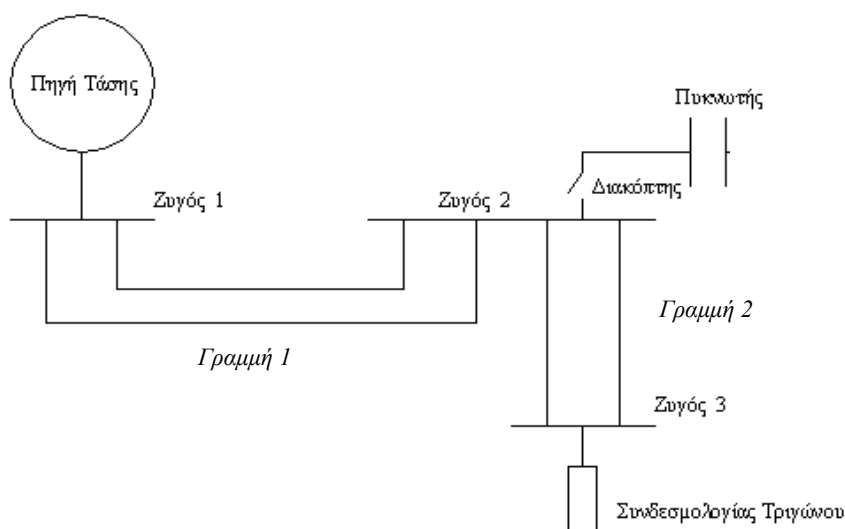 Πηγή Τάσης
Πυκνωτής
Ζυγός 1
Ζυγός 2
Διακόπτης
Γραμμή 1
Γραμμή 2
Ζυγός 3
Συνδεσμολογίας Τριγώνου